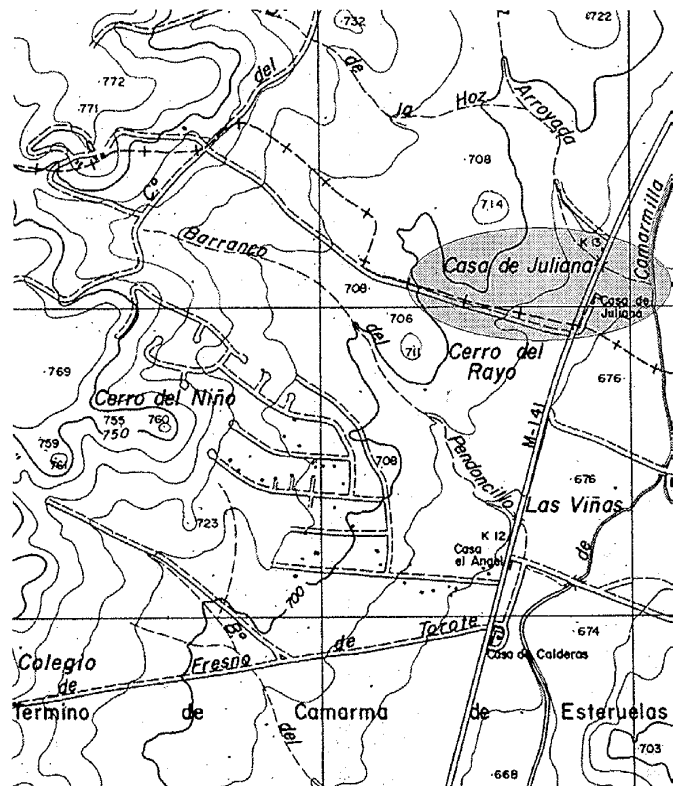 732
722
772
771
del
de
la
Hoz
Arroyada
708
714
Cº
Barranco
K 13
Camarmilla
Casa de Juliana
708
Casa de
Juliana
706
del
711
Cerro del
Rayo
676
769
Cerro del Niño
755
750
760
M-141
759
761
708
Pendoncillo
676
Las Viñas
723
K 12
Casa
el Angel
de
700
Bº
Torote
674
de
Colegio
Fresno
de
Casa de Calderas
Termino de Camarma de Esteruelas
del
703
668